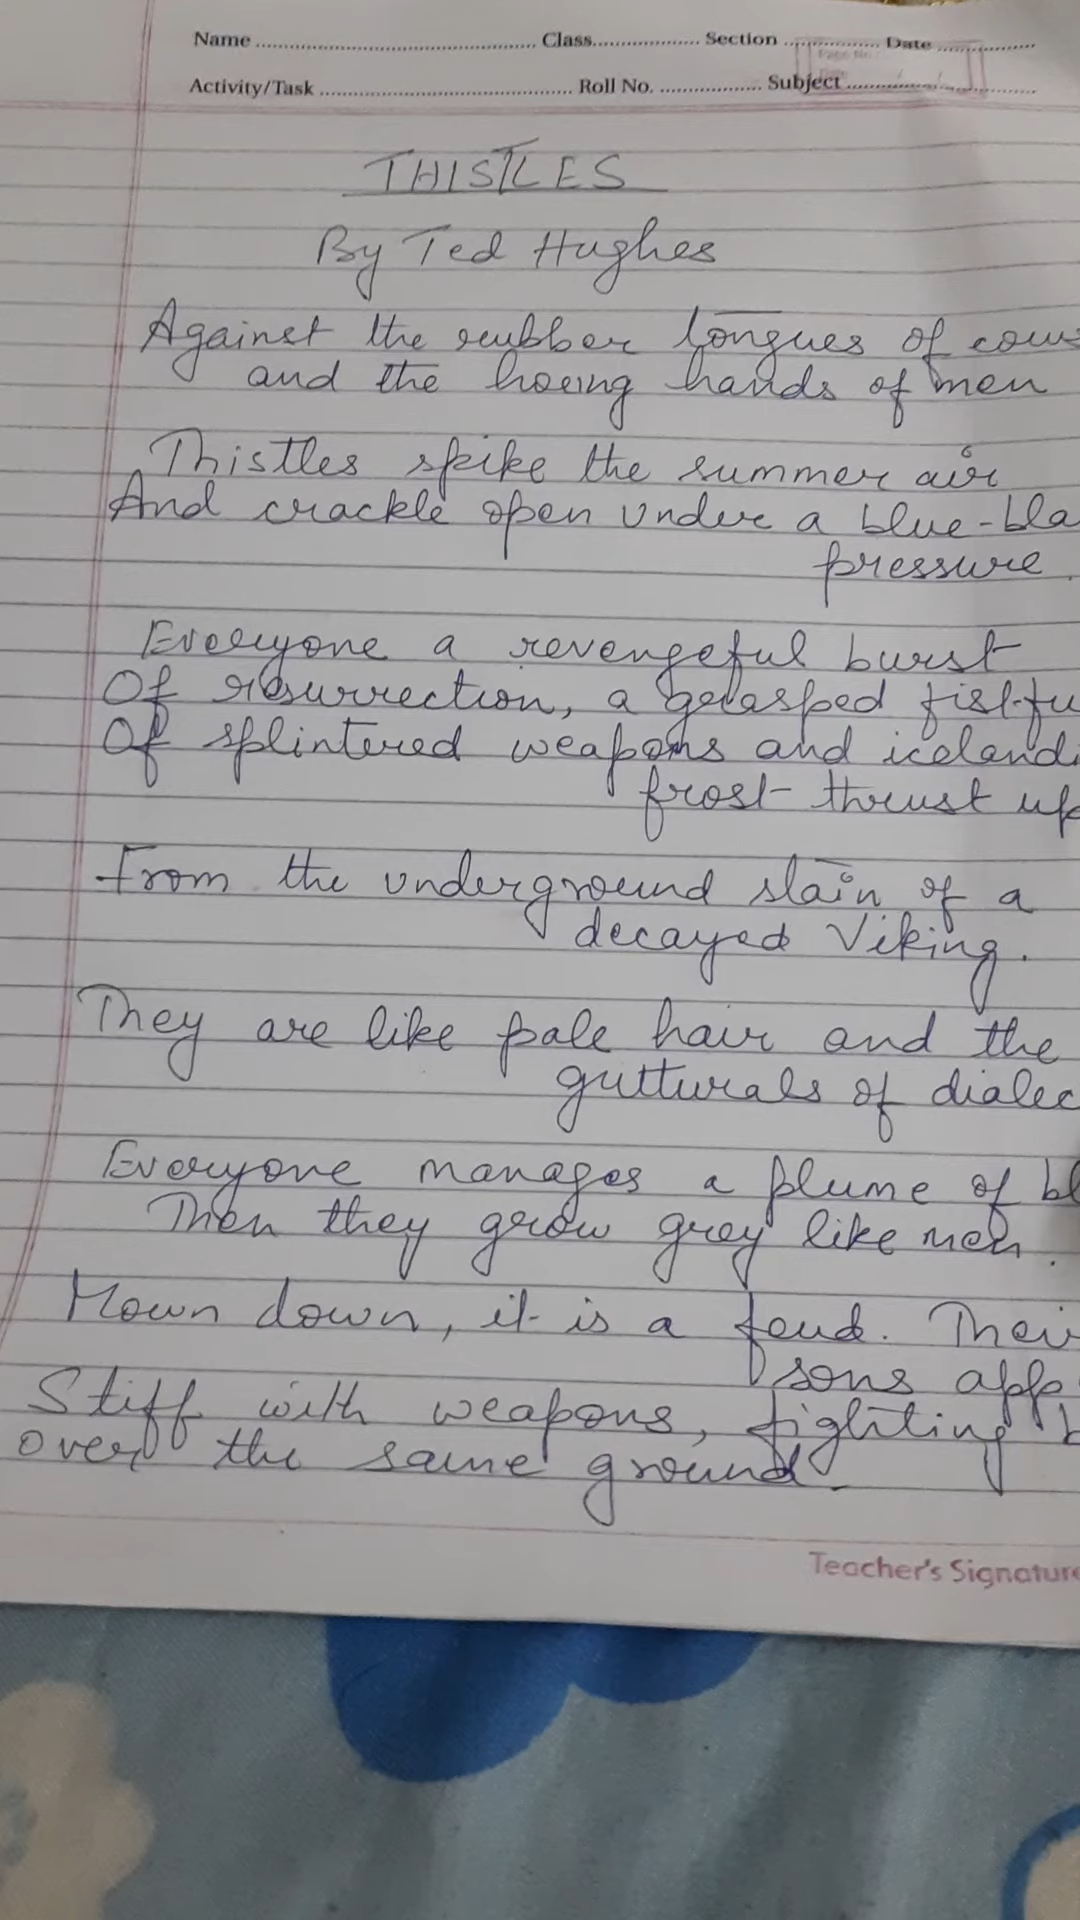 Name ........ Class........ Section ........ Date ........
Activity/Task ........ Roll No. ........ Subject ........
THISTLES
By Ted Hughes
Against the rubber tongues of cows
and the hoeing hands of men
Thistles spike the summer air
And crackle open under a blue-bla
pressure.
Everyone a revengeful burst
Of resurrection, a grasped fist-fu
Of splintered weapons and icelandi
frost thrust up
From the underground stain of a
decayed Viking.
They are like pale hair and the
gutturals of dialec
Everyone manages a plume of bl
Then they grow grey like men.
Mown down, it is a feud. Their
sons appe
Stiff with weapons, fighting b
over the same ground.
Teacher's Signature